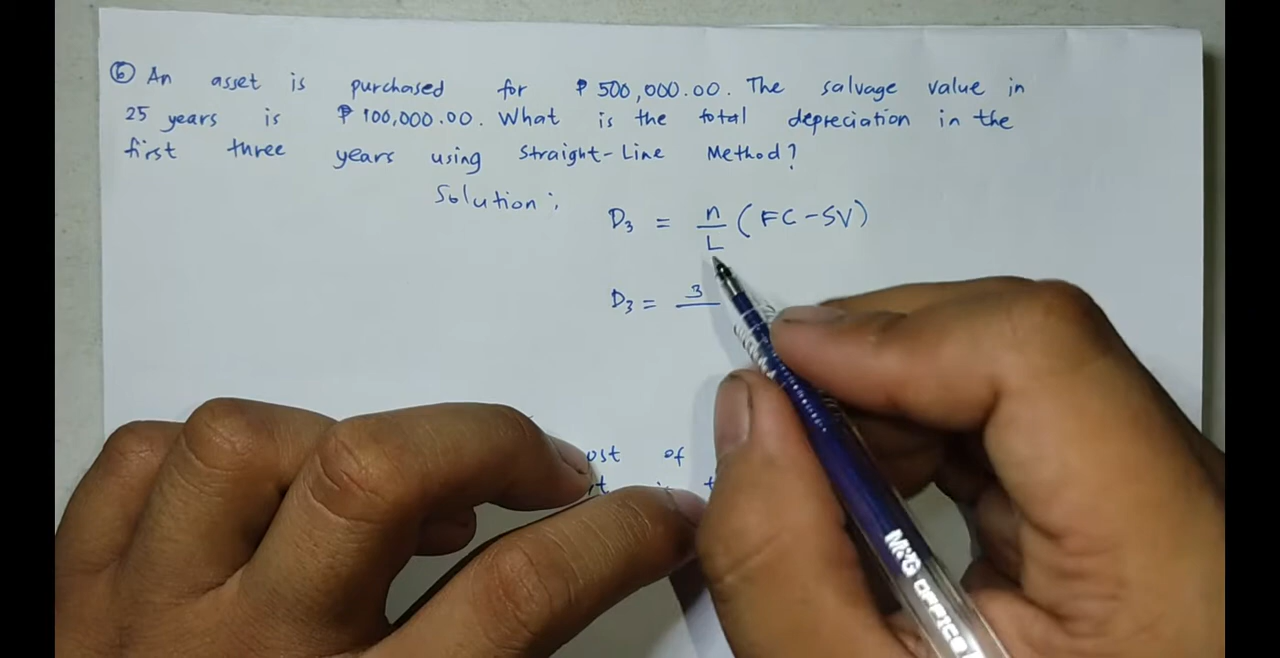 ⑥ An asset is purchased for ₱ 500,000.00. The salvage value in
25 years is ₱ 100,000.00. What is the total depreciation in the
first three years using Straight-Line Method?
Solution:
D₃ = n/L (FC - SV)
D₃ = 3
ost of
M&G OFFICE